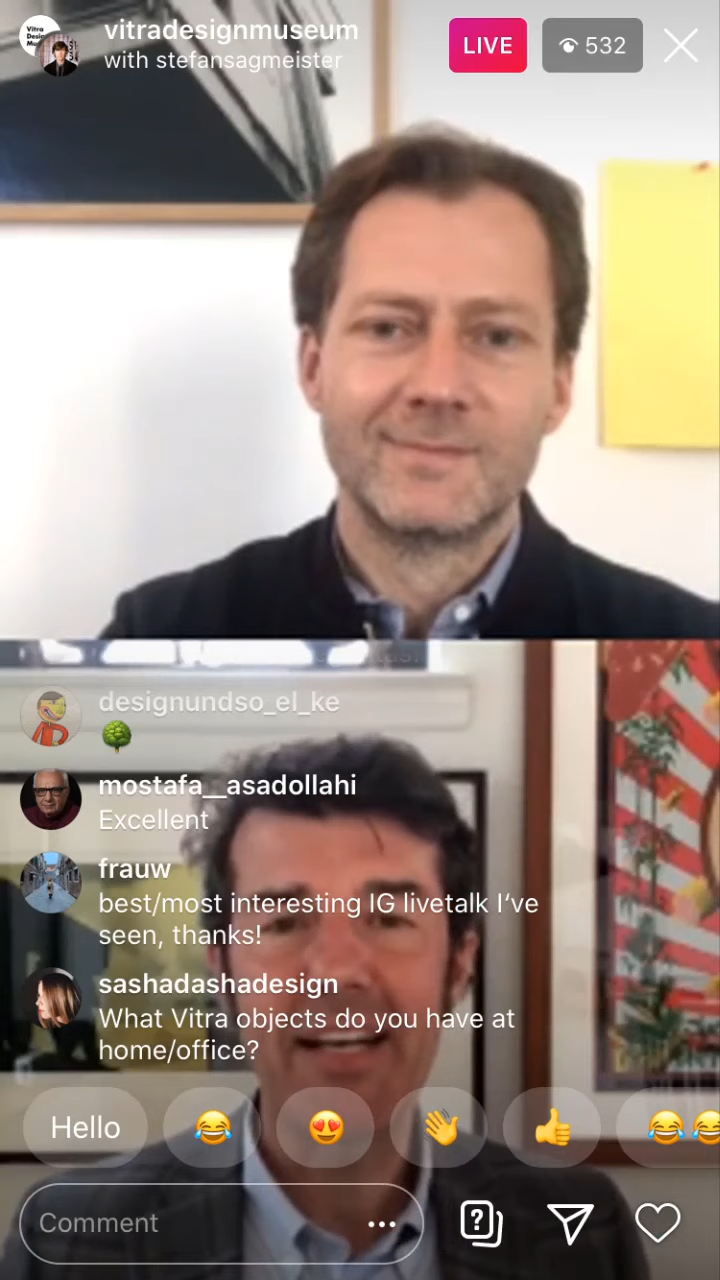 vitradesignmuseum
with stefansagmeister
LIVE
532
Vitra
designundso_el_ke
🌳
mostafa__asadollahi
Excellent
frauw
best/most interesting IG livetalk I've
seen, thanks!
sashadashadesign
What Vitra objects do you have at
home/office?
Hello 😂 😍 👋 👍 😂😂
Comment